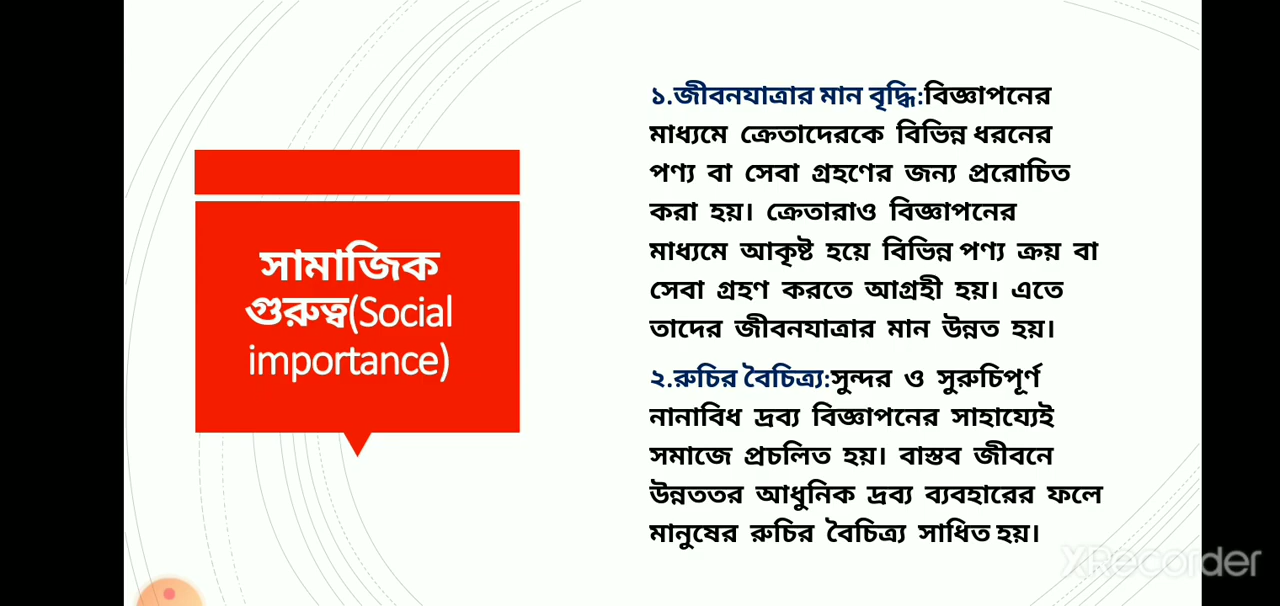 সামাজিক
গুরুত্ব(Social
importance)
১.জীবনযাত্রার মান বৃদ্ধি:বিজ্ঞাপনের
মাধ্যমে ক্রেতাদেরকে বিভিন্ন ধরনের
পণ্য বা সেবা গ্রহণের জন্য প্ররোচিত
করা হয়। ক্রেতারাও বিজ্ঞাপনের
মাধ্যমে আকৃষ্ট হয়ে বিভিন্ন পণ্য ক্রয় বা
সেবা গ্রহণ করতে আগ্রহী হয়। এতে
তাদের জীবনযাত্রার মান উন্নত হয়।
২.রুচির বৈচিত্র্য:সুন্দর ও সুরুচিপূর্ণ
নানাবিধ দ্রব্য বিজ্ঞাপনের সাহায্যেই
সমাজে প্রচলিত হয়। বাস্তব জীবনে
উন্নততর আধুনিক দ্রব্য ব্যবহারের ফলে
মানুষের রুচির বৈচিত্র্য সাধিত হয়।
XRecorder